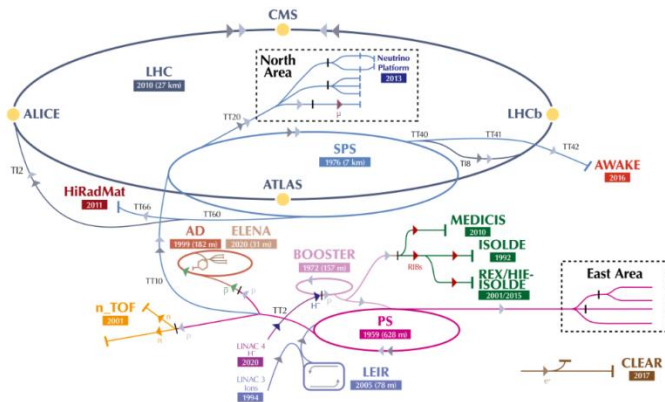 CMS
LHC
2010 (27 km)
North
Area
Neutrino
Platform
2013
μ
ALICE
LHCb
TT20
TT40
TT41
TT42
TI8
TI2
SPS
1976 (7 km)
AWAKE
2016
HiRadMat
2011
TT66
ATLAS
TT60
AD
1999 (182 m)
ELENA
2020 (31 m)
MEDICIS
2010
BOOSTER
1972 (157 m)
ISOLDE
1992
RIBs
REX/HIE-
ISOLDE
2001/2015
East Area
TT10
p
p
H⁻
p
TT2
n_TOF
2001
n
n
p
PS
1959 (628 m)
LINAC 4
H⁻
2020
LINAC 3
Ions
1994
LEIR
2005 (78 m)
CLEAR
2017
e⁻